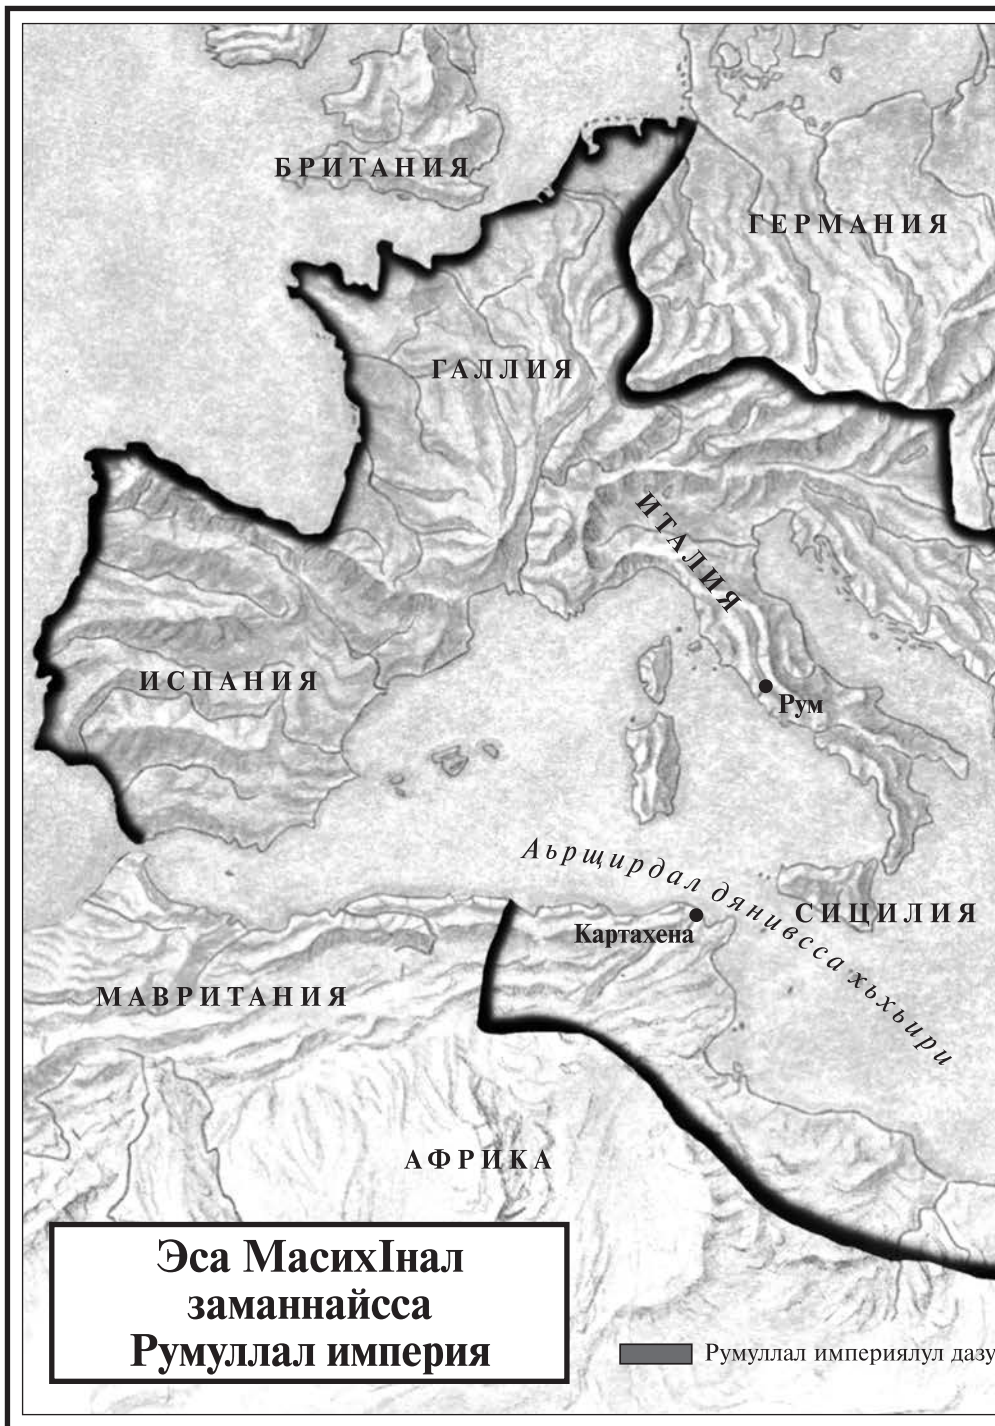 БРИТАНИЯ
ГЕРМАНИЯ
ГАЛЛИЯ
ИТАЛИЯ
ИСПАНИЯ
Рум
Аьрщирдал дянивсса хьхьири
СИЦИЛИЯ
Картахена
МАВРИТАНИЯ
АФРИКА
Эса МасихIнал
заманнайсса
Румуллал империя
Румуллал империялул дазу